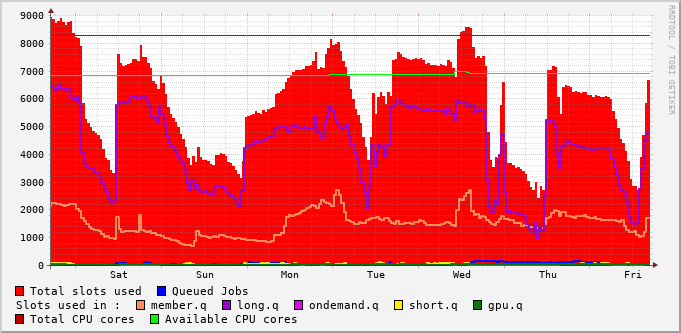 RRDTOOL / TOBI OETIKER
9000
8000
7000
6000
5000
4000
3000
2000
1000
0
Sat Sun Mon Tue Wed Thu Fri
Total slots used Queued Jobs
Slots used in : member.q long.q ondemand.q short.q gpu.q
Total CPU cores Available CPU cores